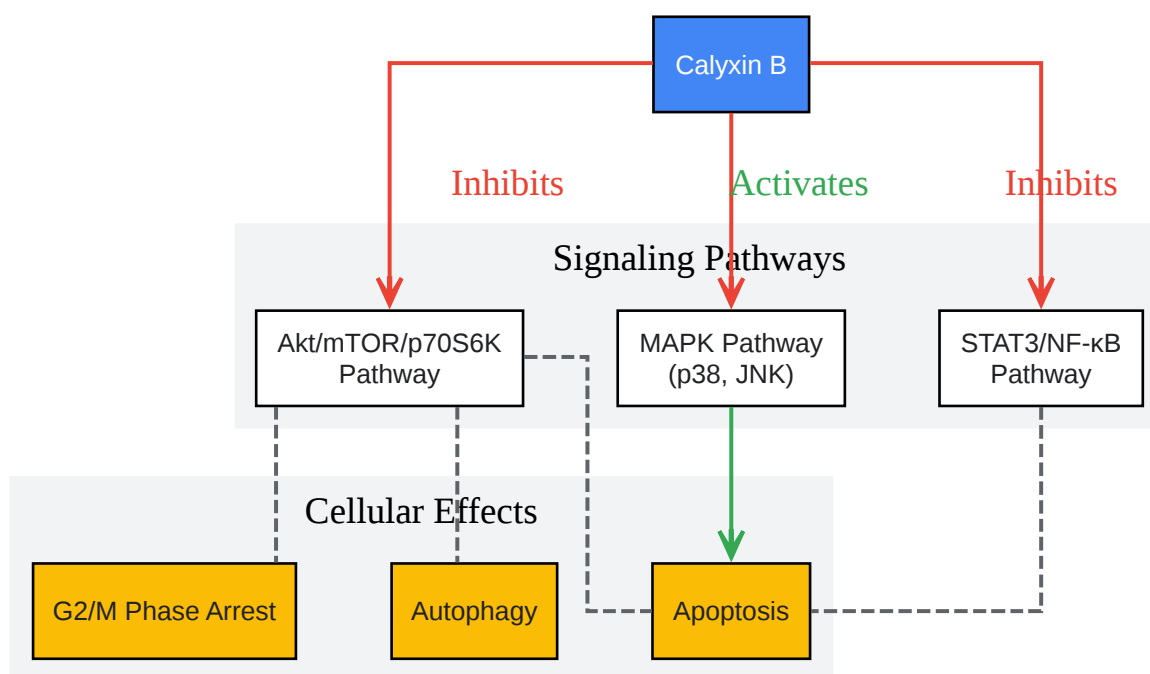 Calyxin B
Inhibits
Activates
Inhibits
Signaling Pathways
Akt/mTOR/p70S6K
Pathway
MAPK Pathway
(p38, JNK)
STAT3/NF-κB
Pathway
Cellular Effects
G2/M Phase Arrest
Autophagy
Apoptosis